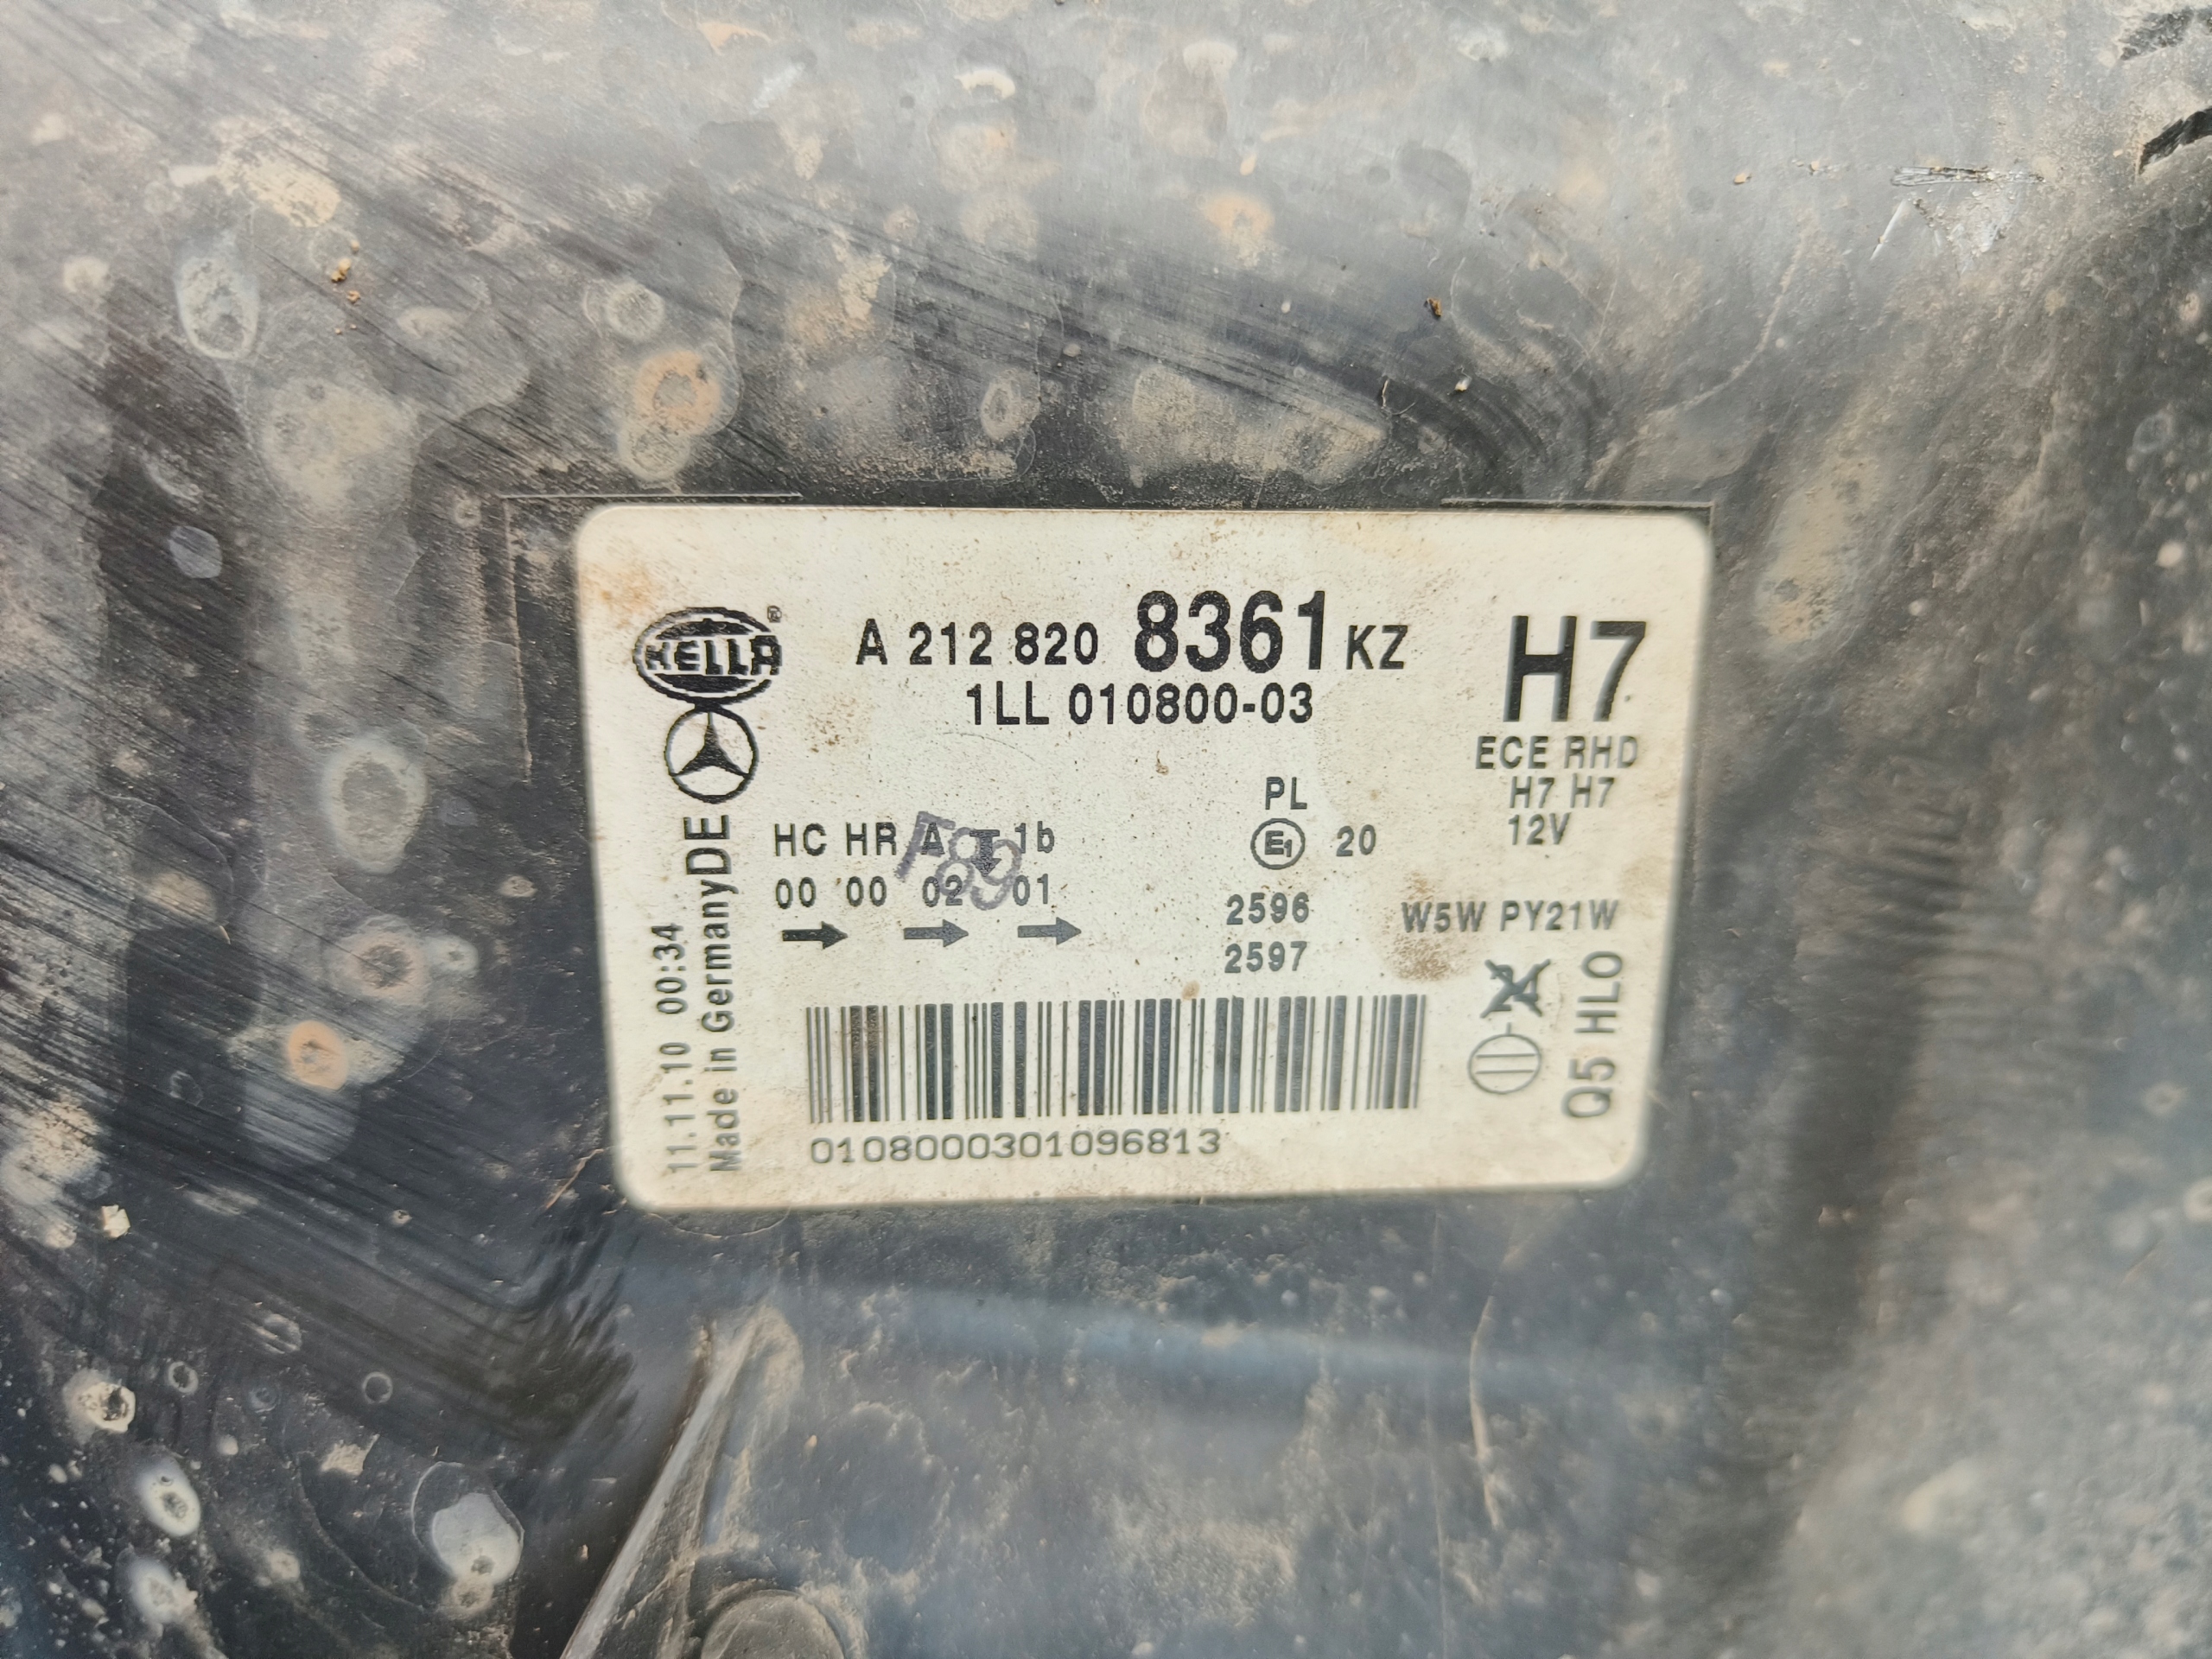 HELLA®
A 212 820 8361 KZ
1LL 010800-03
H7
ECE RHD
H7 H7
12V
PL
E1 20
HC HR A 1b
00 00 02 01
2596
2597
W5W PY21W
Q5 HLO
11.11.10 00:34
Made in Germany DE
0108000301096813